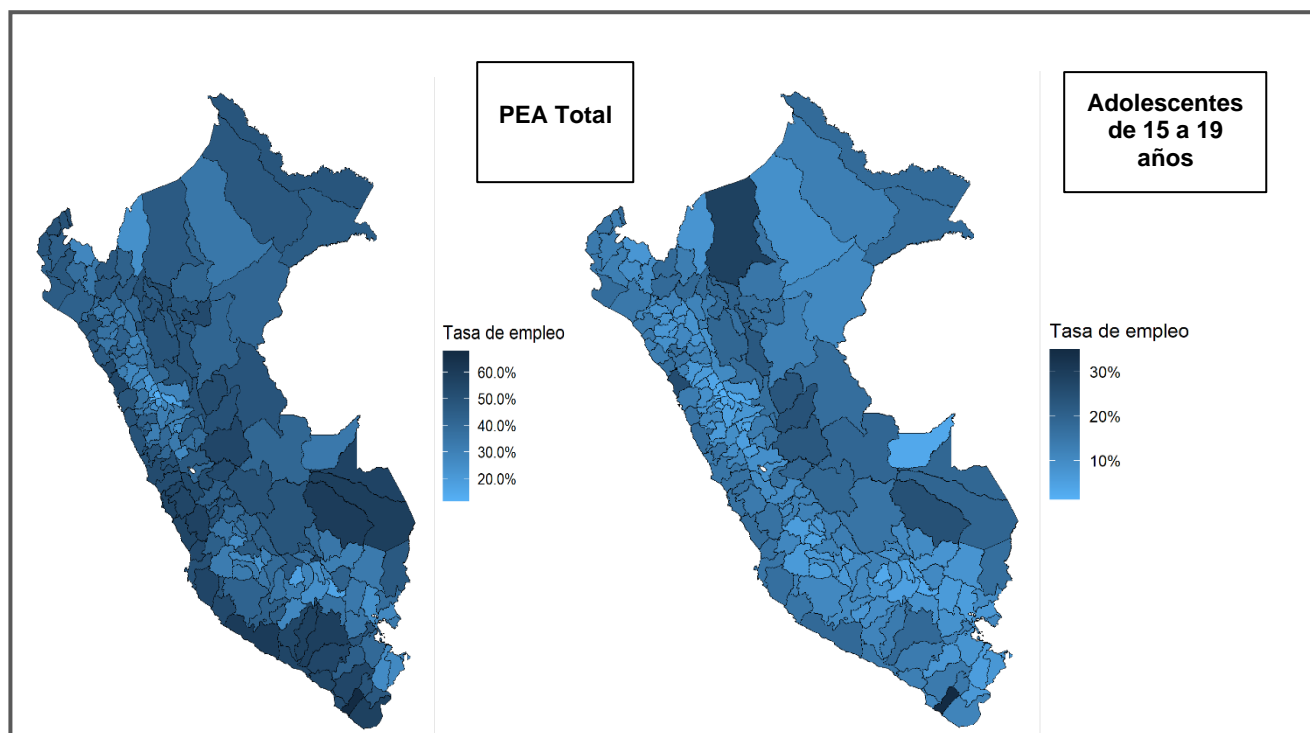 PEA Total
Adolescentes
de 15 a 19
años
Tasa de empleo
60.0%
50.0%
40.0%
30.0%
20.0%
Tasa de empleo
30%
20%
10%